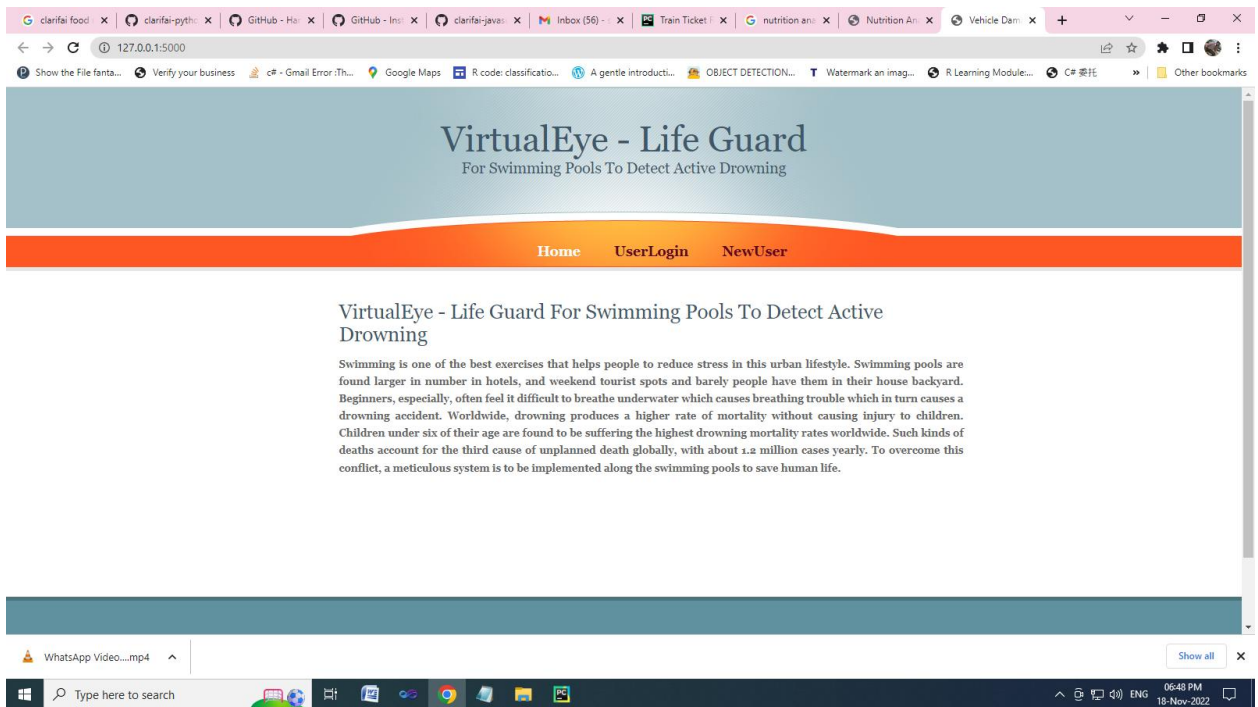 clarifai food
clarifai-pytho
GitHub - Har
GitHub - Inst
clarifai-javas
Inbox (56) -
Train Ticket
nutrition ana
Nutrition An
Vehicle Dam
127.0.0.1:5000
Show the File fanta...
Verify your business
c# - Gmail Error :Th...
Google Maps
R code: classificatio...
A gentle introducti...
OBJECT DETECTION...
Watermark an imag...
R Learning Module:...
C# 委托
»
Other bookmarks
VirtualEye - Life Guard
For Swimming Pools To Detect Active Drowning
Home UserLogin NewUser
VirtualEye - Life Guard For Swimming Pools To Detect Active
Drowning
Swimming is one of the best exercises that helps people to reduce stress in this urban lifestyle. Swimming pools are
found larger in number in hotels, and weekend tourist spots and barely people have them in their house backyard.
Beginners, especially, often feel it difficult to breathe underwater which causes breathing trouble which in turn causes a
drowning accident. Worldwide, drowning produces a higher rate of mortality without causing injury to children.
Children under six of their age are found to be suffering the highest drowning mortality rates worldwide. Such kinds of
deaths account for the third cause of unplanned death globally, with about 1.2 million cases yearly. To overcome this
conflict, a meticulous system is to be implemented along the swimming pools to save human life.
WhatsApp Video....mp4
Show all
Type here to search
ENG
06:48 PM
18-Nov-2022